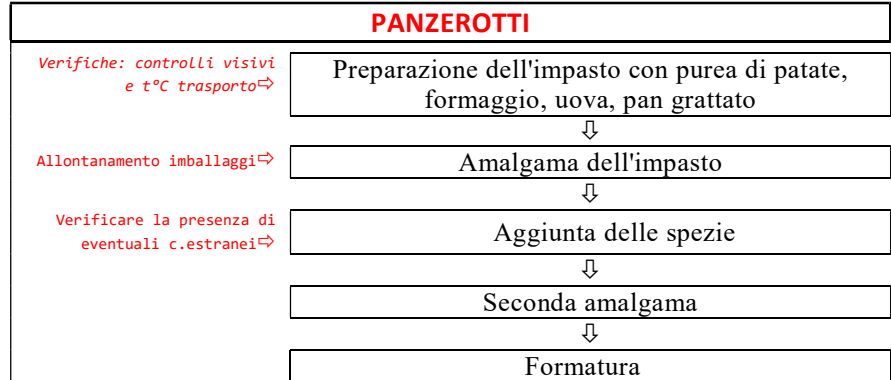 PANZEROTTI
Verifiche: controlli visivi
e t°C trasporto⇨
Preparazione dell'impasto con purea di patate,
formaggio, uova, pan grattato
⇩
Allontanamento imballaggi⇨
Amalgama dell'impasto
⇩
Verificare la presenza di
eventuali c.estranei⇨
Aggiunta delle spezie
⇩
Seconda amalgama
⇩
Formatura